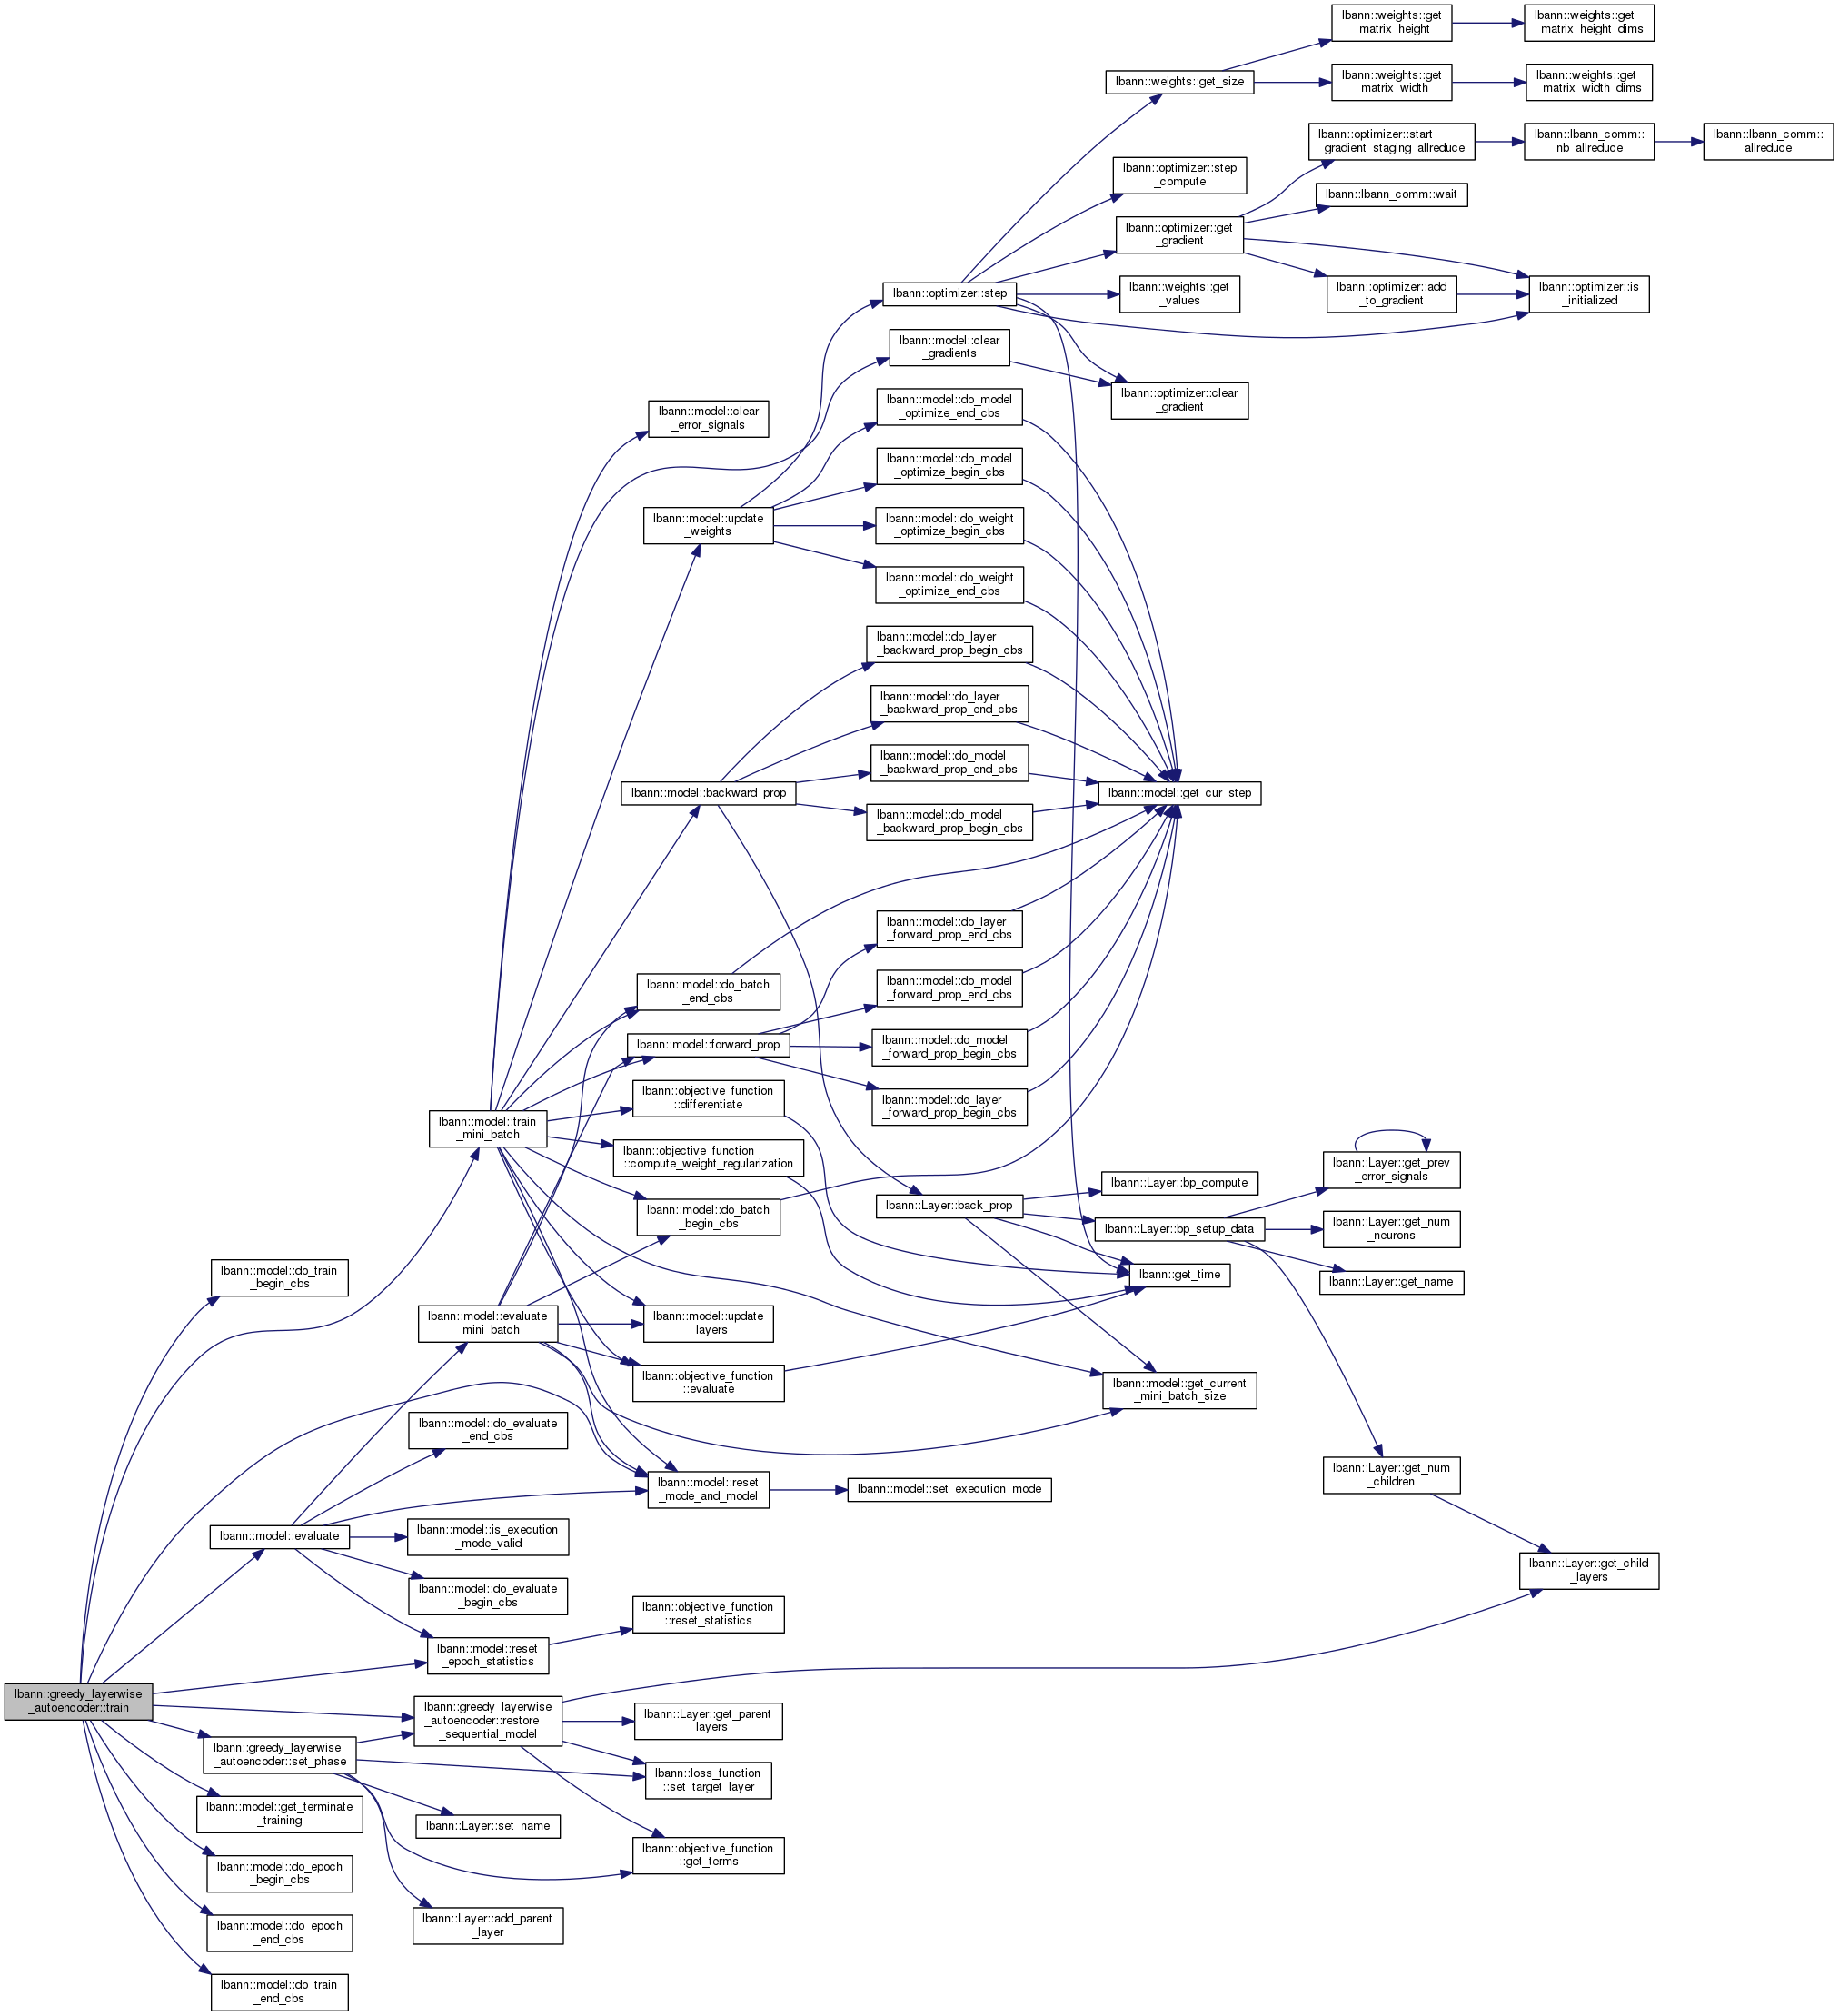 lbann::weights::get
_matrix_height
lbann::weights::get
_matrix_height_dims
lbann::weights::get_size
lbann::weights::get
_matrix_width
lbann::weights::get
_matrix_width_dims
lbann::optimizer::start
_gradient_staging_allreduce
lbann::lbann_comm::
nb_allreduce
lbann::lbann_comm::
allreduce
lbann::optimizer::step
_compute
lbann::lbann_comm::wait
lbann::optimizer::get
_gradient
lbann::optimizer::step
lbann::weights::get
_values
lbann::optimizer::add
_to_gradient
lbann::optimizer::is
_initialized
lbann::model::clear
_gradients
lbann::optimizer::clear
_gradient
lbann::model::clear
_error_signals
lbann::model::do_model
_optimize_end_cbs
lbann::model::do_model
_optimize_begin_cbs
lbann::model::update
_weights
lbann::model::do_weight
_optimize_begin_cbs
lbann::model::do_weight
_optimize_end_cbs
lbann::model::do_layer
_backward_prop_begin_cbs
lbann::model::do_layer
_backward_prop_end_cbs
lbann::model::do_model
_backward_prop_end_cbs
lbann::model::backward_prop
lbann::model::get_cur_step
lbann::model::do_model
_backward_prop_begin_cbs
lbann::model::do_layer
_forward_prop_end_cbs
lbann::model::do_batch
_end_cbs
lbann::model::do_model
_forward_prop_end_cbs
lbann::model::forward_prop
lbann::model::do_model
_forward_prop_begin_cbs
lbann::objective_function
::differentiate
lbann::model::do_layer
_forward_prop_begin_cbs
lbann::model::train
_mini_batch
lbann::objective_function
::compute_weight_regularization
lbann::Layer::get_prev
_error_signals
lbann::Layer::bp_compute
lbann::model::do_batch
_begin_cbs
lbann::Layer::back_prop
lbann::Layer::bp_setup_data
lbann::Layer::get_num
_neurons
lbann::model::do_train
_begin_cbs
lbann::get_time
lbann::Layer::get_name
lbann::model::evaluate
_mini_batch
lbann::model::update
_layers
lbann::objective_function
::evaluate
lbann::model::get_current
_mini_batch_size
lbann::model::do_evaluate
_end_cbs
lbann::Layer::get_num
_children
lbann::model::reset
_mode_and_model
lbann::model::set_execution_mode
lbann::model::evaluate
lbann::model::is_execution
_mode_valid
lbann::Layer::get_child
_layers
lbann::model::do_evaluate
_begin_cbs
lbann::objective_function
::reset_statistics
lbann::model::reset
_epoch_statistics
lbann::greedy_layerwise
_autoencoder::train
lbann::greedy_layerwise
_autoencoder::restore
_sequential_model
lbann::Layer::get_parent
_layers
lbann::greedy_layerwise
_autoencoder::set_phase
lbann::loss_function
::set_target_layer
lbann::model::get_terminate
_training
lbann::Layer::set_name
lbann::objective_function
::get_terms
lbann::model::do_epoch
_begin_cbs
lbann::Layer::add_parent
_layer
lbann::model::do_epoch
_end_cbs
lbann::model::do_train
_end_cbs